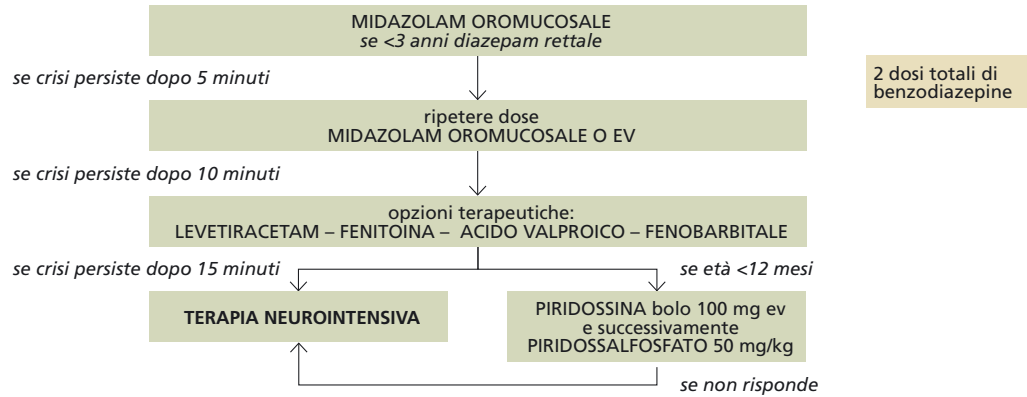 MIDAZOLAM OROMUCOSALE
se <3 anni diazepam rettale
se crisi persiste dopo 5 minuti
2 dosi totali di
benzodiazepine
ripetere dose
MIDAZOLAM OROMUCOSALE O EV
se crisi persiste dopo 10 minuti
opzioni terapeutiche:
LEVETIRACETAM – FENITOINA – ACIDO VALPROICO – FENOBARBITALE
se crisi persiste dopo 15 minuti
se età <12 mesi
TERAPIA NEUROINTENSIVA
PIRIDOSSINA bolo 100 mg ev
e successivamente
PIRIDOSSALFOSFATO 50 mg/kg
se non risponde